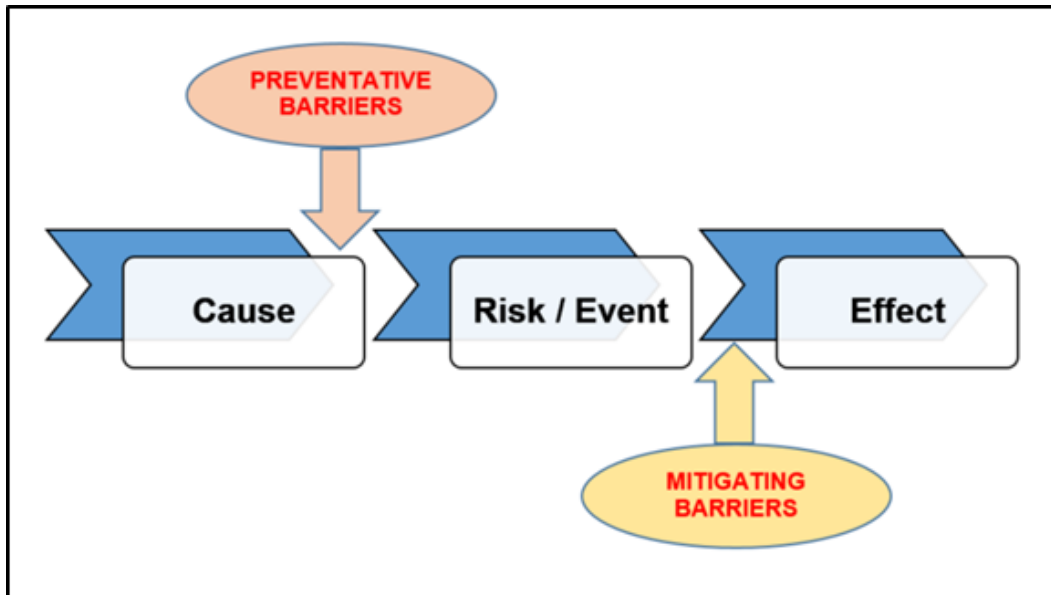 PREVENTATIVE
BARRIERS
Cause
Risk / Event
Effect
MITIGATING
BARRIERS